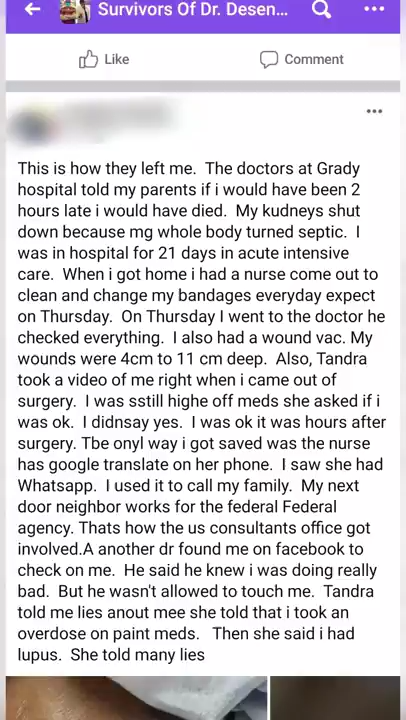 Survivors Of Dr. Desen...
Like
Comment
This is how they left me. The doctors at Grady
hospital told my parents if i would have been 2
hours late i would have died. My kudneys shut
down because mg whole body turned septic. I
was in hospital for 21 days in acute intensive
care. When i got home i had a nurse come out to
clean and change my bandages everyday expect
on Thursday. On Thursday I went to the doctor he
checked everything. I also had a wound vac. My
wounds were 4cm to 11 cm deep. Also, Tandra
took a video of me right when i came out of
surgery. I was sstill highe off meds she asked if i
was ok. I didnsay yes. I was ok it was hours after
surgery. Tbe onyl way i got saved was the nurse
has google translate on her phone. I saw she had
Whatsapp. I used it to call my family. My next
door neighbor works for the federal Federal
agency. Thats how the us consultants office got
involved.A another dr found me on facebook to
check on me. He said he knew i was doing really
bad. But he wasn't allowed to touch me. Tandra
told me lies anout mee she told that i took an
overdose on paint meds. Then she said i had
lupus. She told many lies